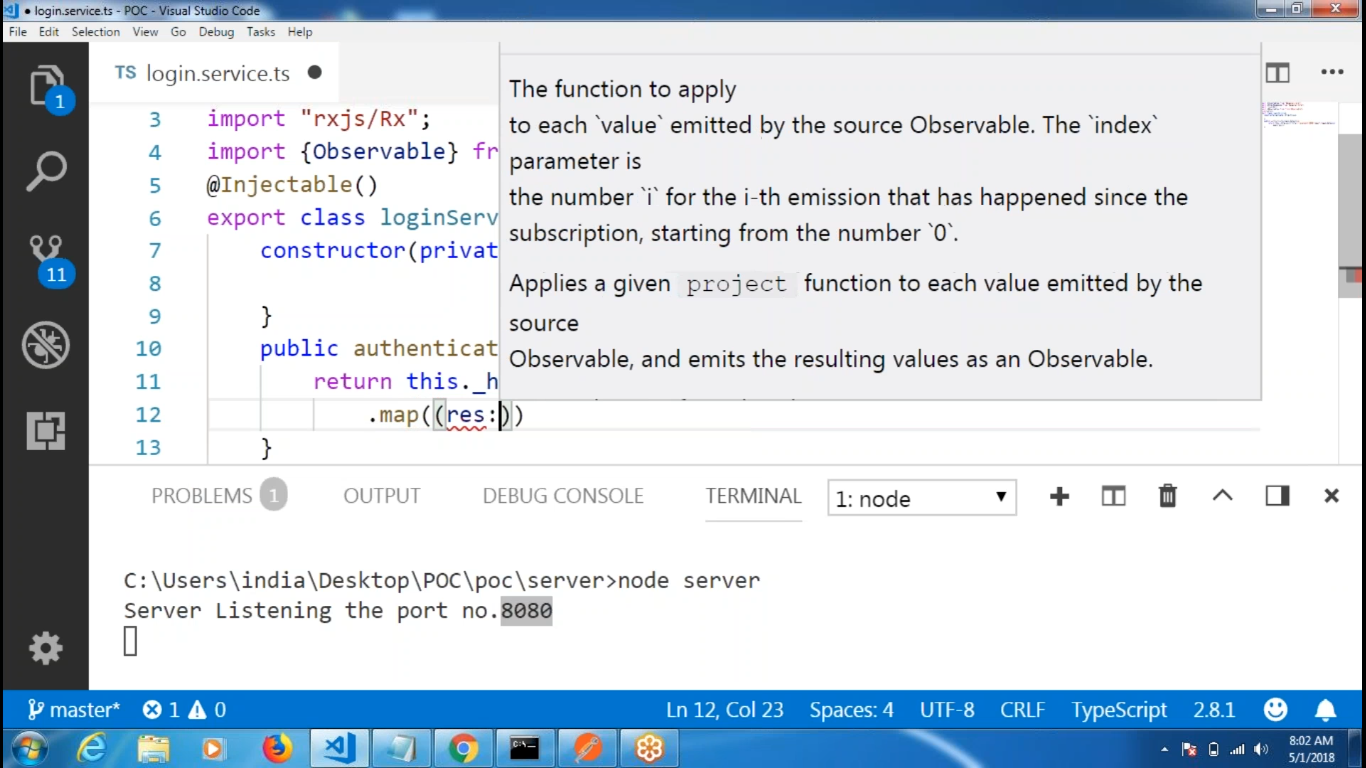 • login.service.ts - POC - Visual Studio Code
File Edit Selection View Go Debug Tasks Help
1
TS login.service.ts
3 import "rxjs/Rx";
4 import {Observable} fr
5 @Injectable()
6 export class loginServ
7 constructor(privat
8
9 }
10 public authenticat
11 return this._h
12 .map((res:))
13 }
The function to apply
to each `value` emitted by the source Observable. The `index`
parameter is
the number `i` for the i-th emission that has happened since the
subscription, starting from the number `0`.
Applies a given project function to each value emitted by the
source
Observable, and emits the resulting values as an Observable.
11
PROBLEMS 1 OUTPUT DEBUG CONSOLE TERMINAL 1: node
C:\Users\india\Desktop\POC\poc\server>node server
Server Listening the port no.8080
master* 1 0 Ln 12, Col 23 Spaces: 4 UTF-8 CRLF TypeScript 2.8.1
8:02 AM
5/1/2018